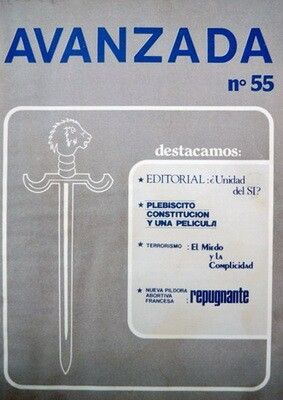 AVANZADA
nº 55
destacamos:
★ EDITORIAL : ¿Unidad
del SI?
★ PLEBISCITO
CONSTITUCION
Y UNA PELICULA
★ TERRORISMO : El Miedo
y la
Complicidad
★ NUEVA PILDORA
ABORTIVA
FRANCESA : repugnante